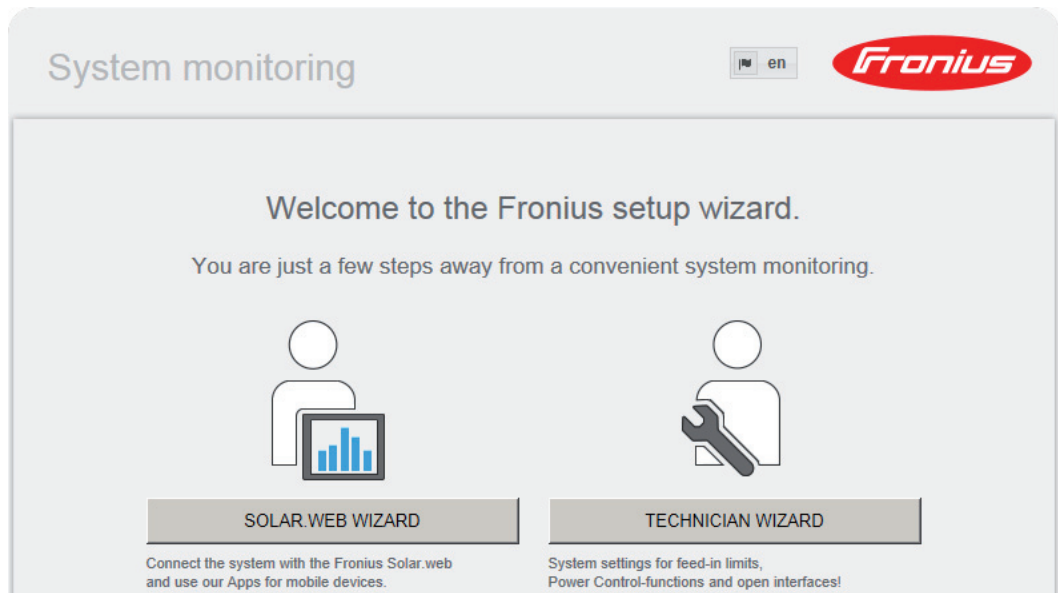 System monitoring
en
Fronius
Welcome to the Fronius setup wizard.
You are just a few steps away from a convenient system monitoring.
SOLAR.WEB WIZARD
Connect the system with the Fronius Solar.web
and use our Apps for mobile devices.
TECHNICIAN WIZARD
System settings for feed-in limits,
Power Control-functions and open interfaces!